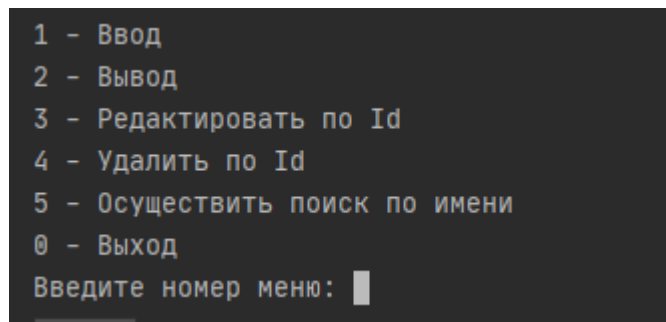 1 – Ввод
2 – Вывод
3 – Редактировать по Id
4 – Удалить по Id
5 – Осуществить поиск по имени
0 – Выход
Введите номер меню: